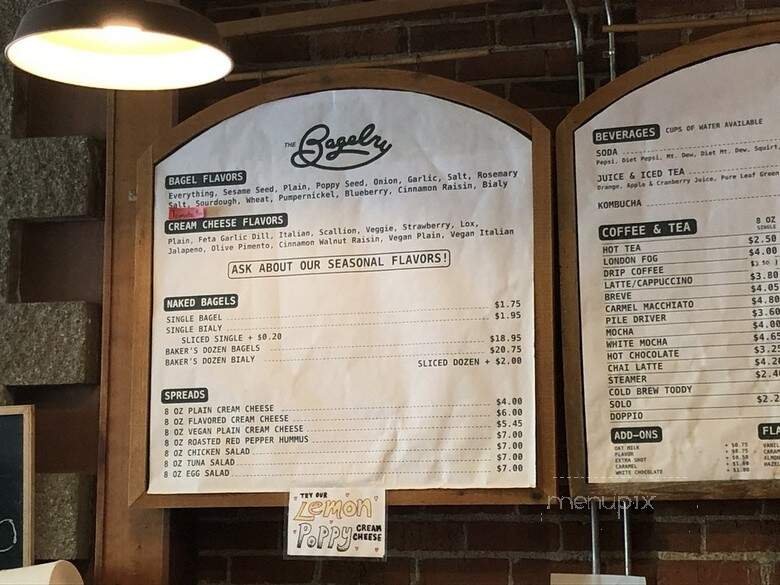 THE Bagelry
BAGEL FLAVORS
Everything, Sesame Seed, Plain, Poppy Seed, Onion, Garlic, Salt, Rosemary
Salt, Sourdough, Wheat, Pumpernickel, Blueberry, Cinnamon Raisin, Bialy
CREAM CHEESE FLAVORS
Plain, Feta Garlic Dill, Italian, Scallion, Veggie, Strawberry, Lox,
Jalapeno, Olive Pimento, Cinnamon Walnut Raisin, Vegan Plain, Vegan Italian
ASK ABOUT OUR SEASONAL FLAVORS!
NAKED BAGELS
SINGLE BAGEL $1.75
SINGLE BIALY $1.95
SLICED SINGLE + $0.20
BAKER'S DOZEN BAGELS $18.95
BAKER'S DOZEN BIALY $20.75
SLICED DOZEN + $2.00
SPREADS
8 OZ PLAIN CREAM CHEESE $4.00
8 OZ FLAVORED CREAM CHEESE $6.00
8 OZ VEGAN PLAIN CREAM CHEESE $5.45
8 OZ ROASTED RED PEPPER HUMMUS $7.00
8 OZ CHICKEN SALAD $7.00
8 OZ TUNA SALAD $7.00
8 OZ EGG SALAD $7.00
TRY OUR
Lemon
Poppy CREAM
CHEESE
BEVERAGES CUPS OF WATER AVAILABLE
SODA
Pepsi, Diet Pepsi, Mt. Dew, Diet Mt. Dew, Squirt,
JUICE & ICED TEA
Orange, Apple & Cranberry Juice, Pure Leaf Green
KOMBUCHA
COFFEE & TEA 8 OZ
SINGLE
HOT TEA $2.50
LONDON FOG $4.00
DRIP COFFEE
LATTE/CAPPUCCINO $3.80
BREVE $4.05
CARMEL MACCHIATO $4.80
PILE DRIVER $3.60
MOCHA $4.00
WHITE MOCHA $4.65
HOT CHOCOLATE $3.25
CHAI LATTE $4.20
STEAMER
COLD BREW TODDY
SOLO
DOPPIO
ADD-ONS
OAT MILK + $0.75
FLAVOR
EXTRA SHOT
CARAMEL
WHITE CHOCOLATE
menupix